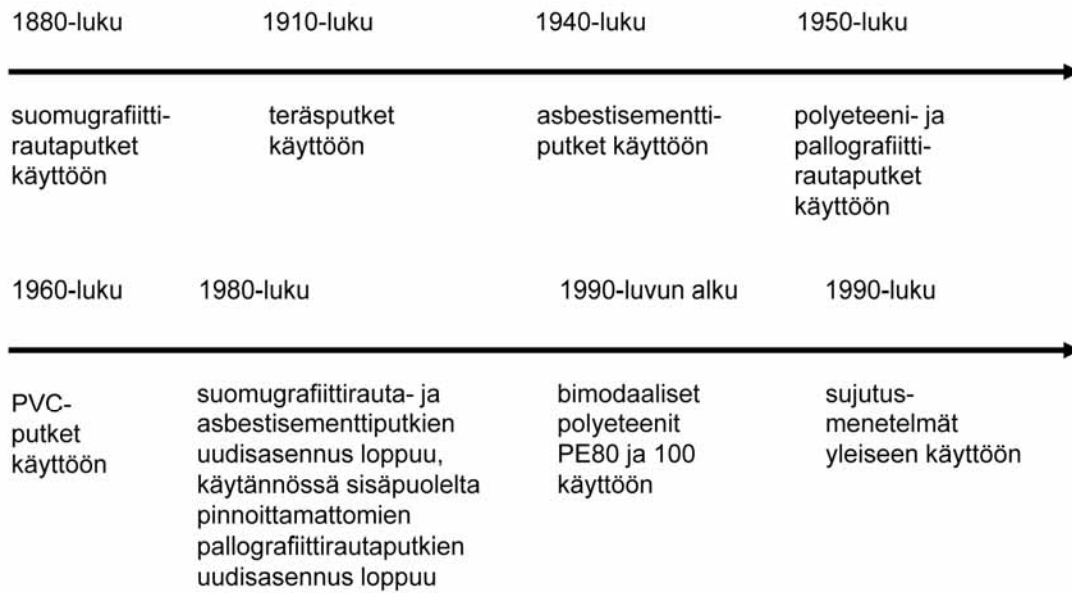 1880-luku
1910-luku
1940-luku
1950-luku
suomugrafiitti-
rautaputket
käyttöön
teräsputket
käyttöön
asbestisementti-
putket käyttöön
polyeteeni- ja
pallografiitti-
rautaputket
käyttöön
1960-luku
1980-luku
1990-luvun alku
1990-luku
PVC-
putket
käyttöön
suomugrafiittirauta- ja
asbestisementtiputkien
uudisasennus loppuu,
käytännössä sisäpuolelta
pinnoittamattomien
pallografiittirautaputkien
uudisasennus loppuu
bimodaaliset
polyeteenit
PE80 ja 100
käyttöön
sujutus-
menetelmät
yleiseen käyttöön